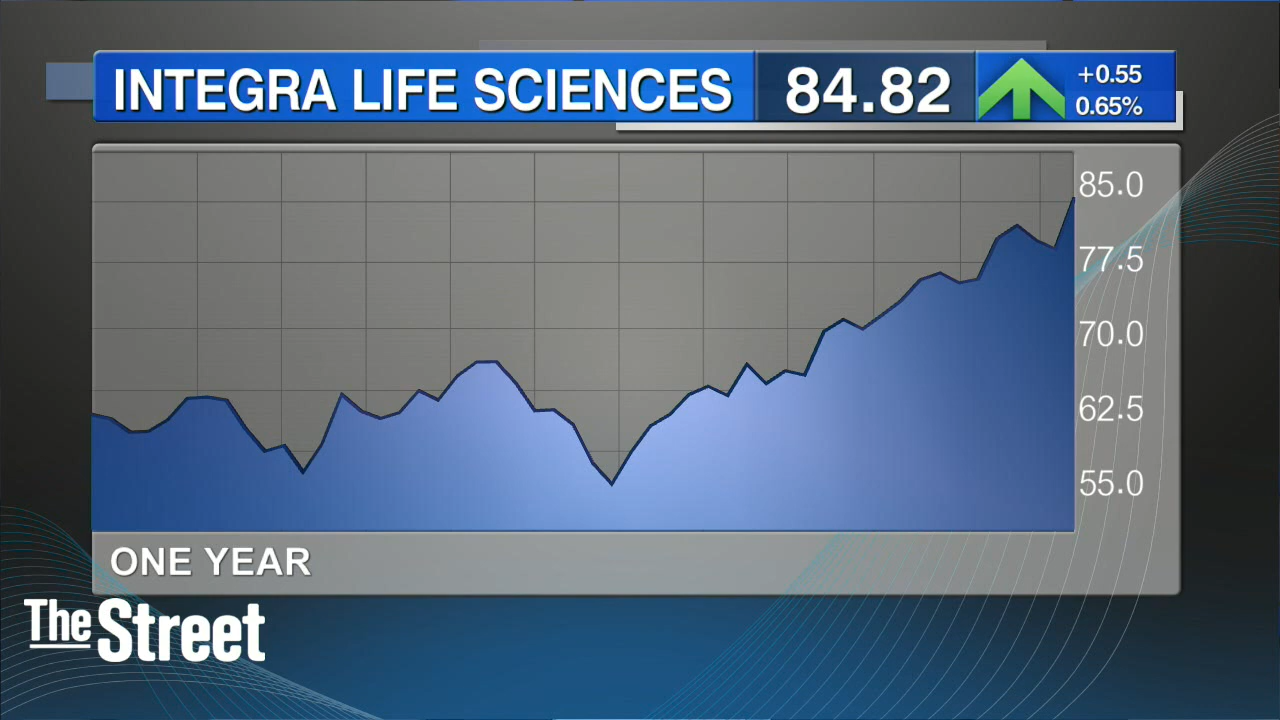 INTEGRA LIFE SCIENCES 84.82 +0.55
0.65%
85.0
77.5
70.0
62.5
55.0
ONE YEAR
The Street